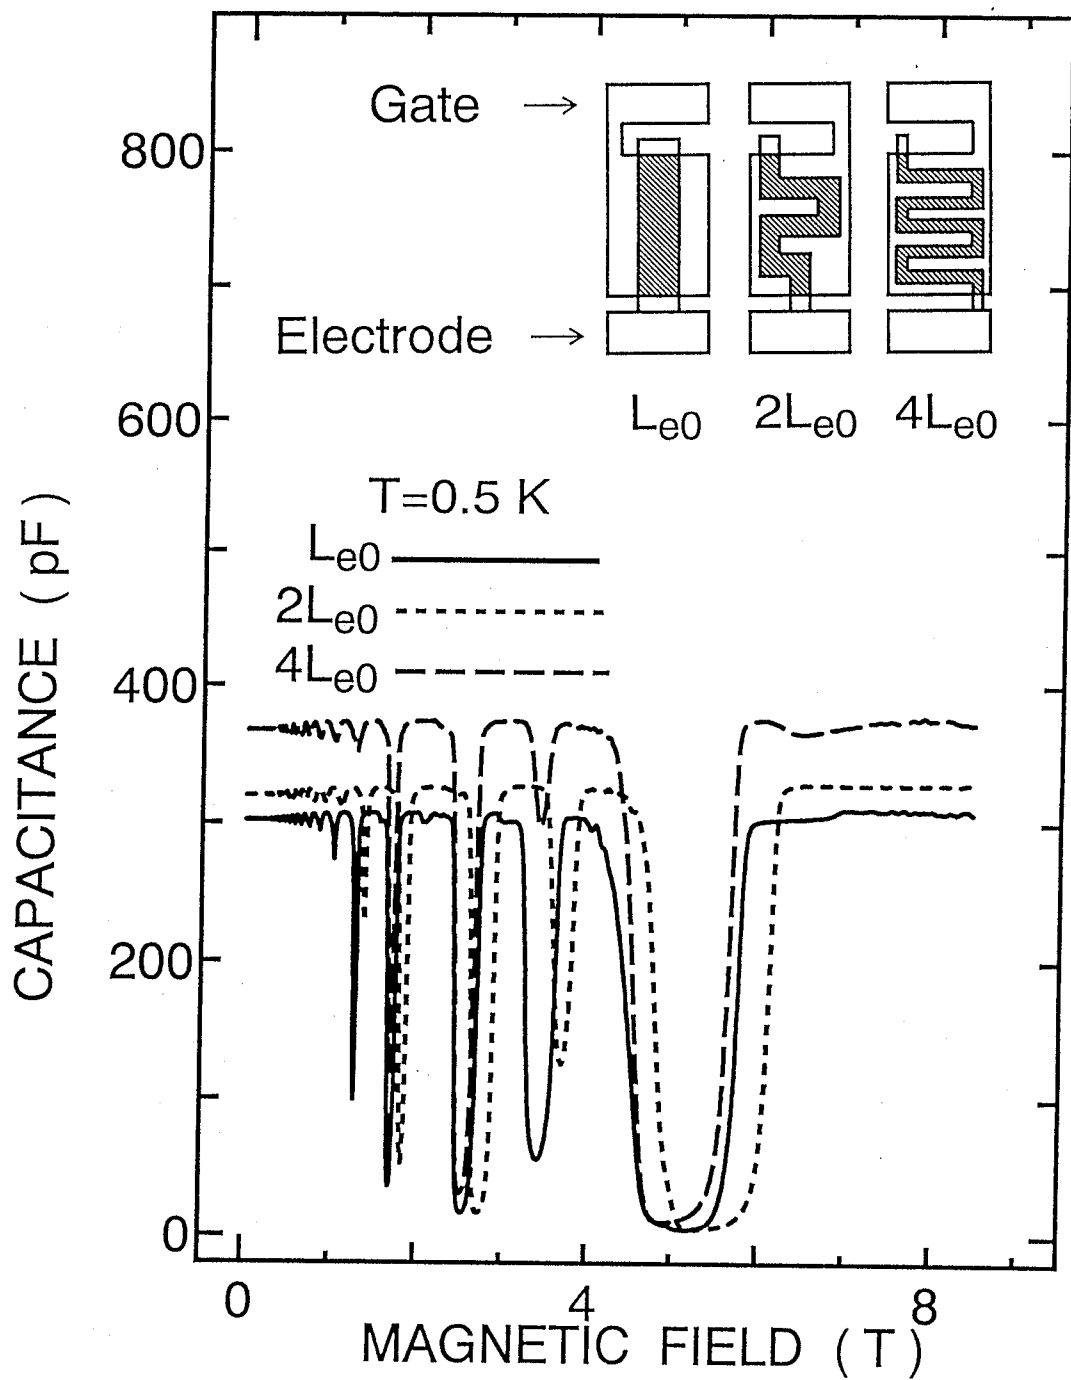 Gate →
800
Electrode →
600
Le0 2Le0 4Le0
T=0.5 K
Le0
2Le0
4Le0
400
200
0
0 4 8
CAPACITANCE (pF)
MAGNETIC FIELD (T)